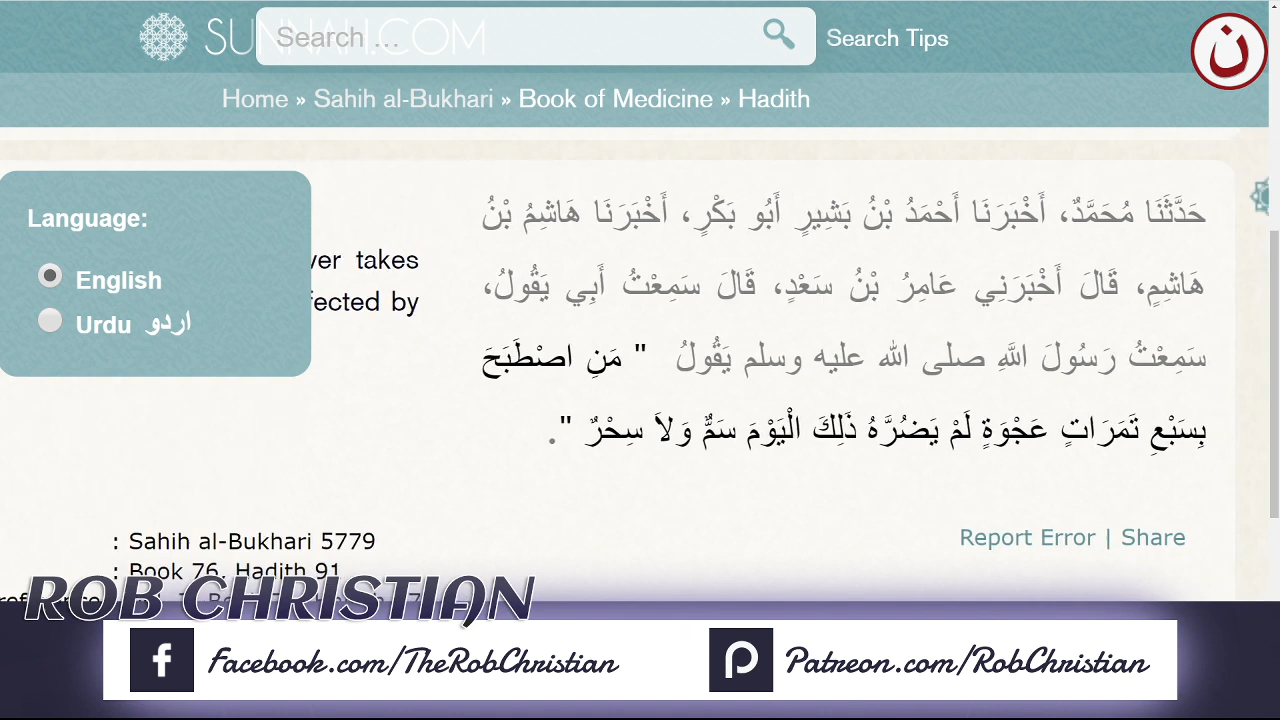 SUNNAH.COM
Search ...
Search Tips
ن
Home » Sahih al-Bukhari » Book of Medicine » Hadith
Language:
English
Urdu اردو
ver takes
fected by
حَدَّثَنَا مُحَمَّدٌ، أَخْبَرَنَا أَحْمَدُ بْنُ بَشِيرٍ أَبُو بَكْرٍ، أَخْبَرَنَا هَاشِمُ بْنُ
هَاشِمٍ، قَالَ أَخْبَرَنِي عَامِرُ بْنُ سَعْدٍ، قَالَ سَمِعْتُ أَبِي يَقُولُ،
سَمِعْتُ رَسُولَ اللَّهِ صلى الله عليه وسلم يَقُولُ " مَنِ اصْطَبَحَ
بِسَبْعِ تَمَرَاتٍ عَجْوَةٍ لَمْ يَضُرَّهُ ذَلِكَ الْيَوْمَ سَمٌّ وَلاَ سِحْرٌ ".
: Sahih al-Bukhari 5779
: Book 76, Hadith 91
Report Error | Share
ROB CHRISTIAN
Facebook.com/TheRobChristian
Patreon.com/RobChristian